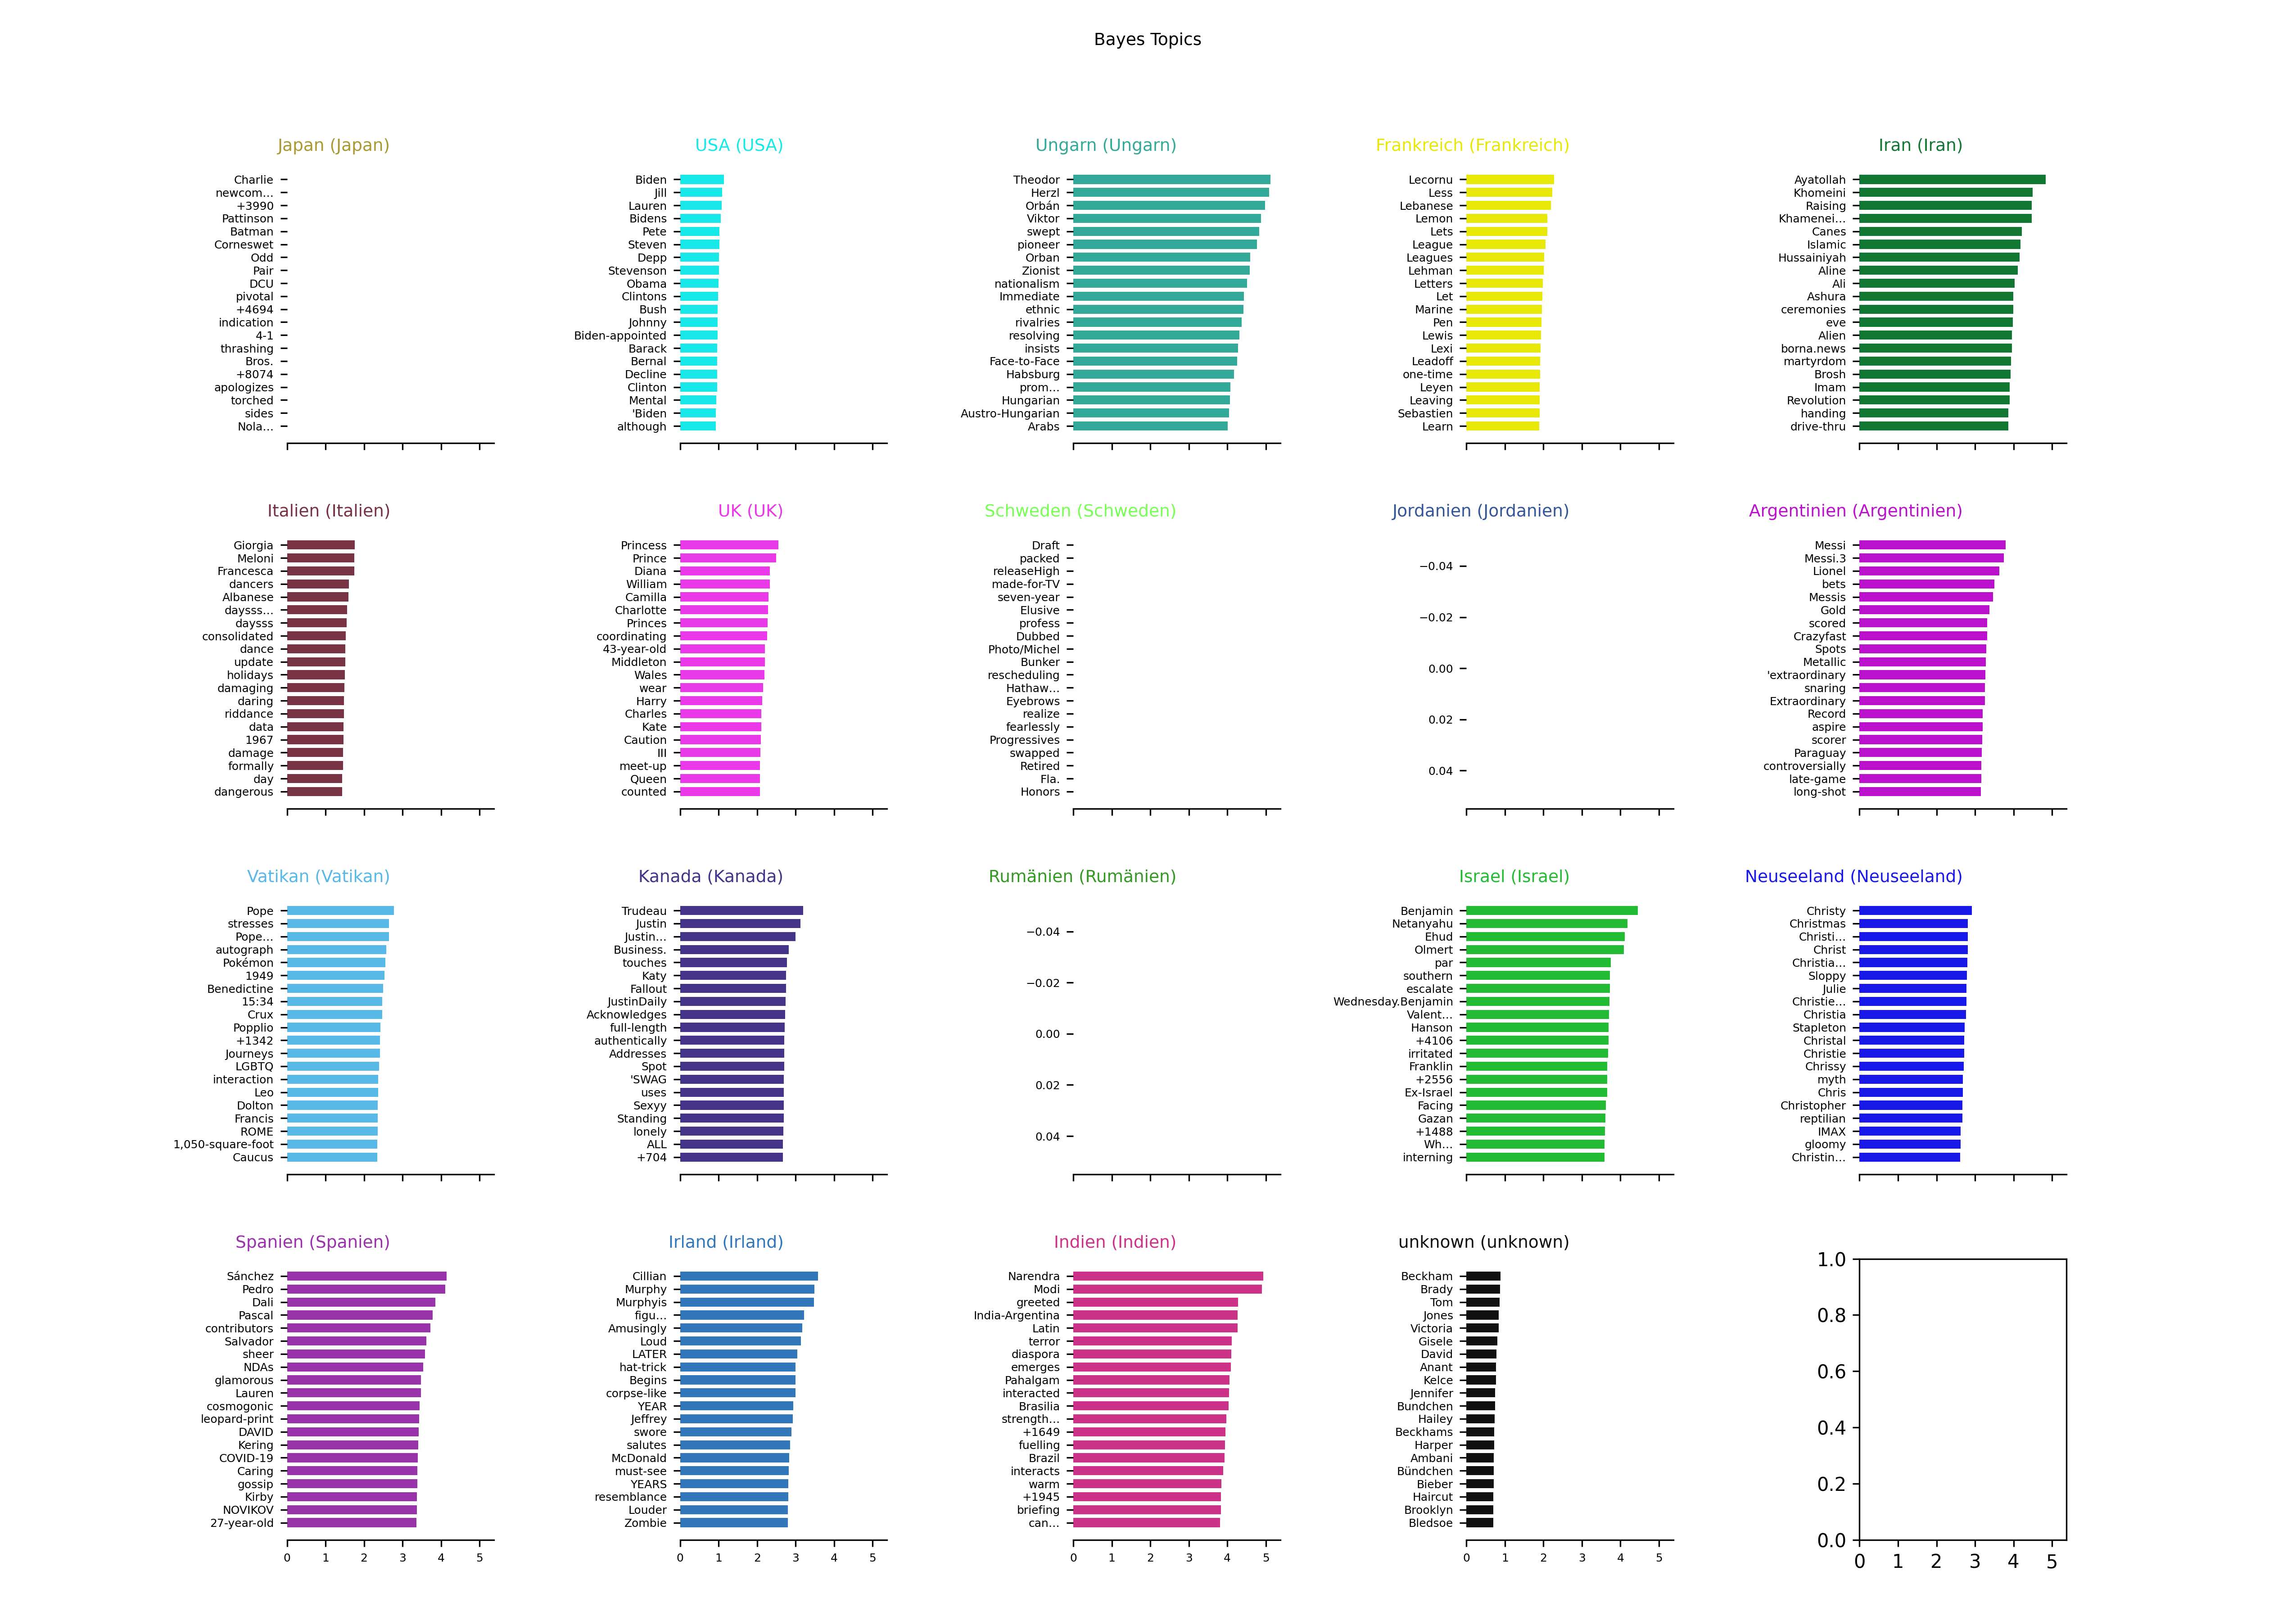 Bayes Topics
Japan (Japan)
Charlie
newcom…
+3990
Pattinson
Batman
Corneswet
Odd
Pair
DCU
pivotal
+4694
indication
4-1
thrashing
Bros.
+8074
apologizes
torched
sides
Nola…
USA (USA)
Biden
Jill
Lauren
Bidens
Pete
Steven
Depp
Stevenson
Obama
Clintons
Bush
Johnny
Biden-appointed
Barack
Bernal
Decline
Clinton
Mental
'Biden
although
Ungarn (Ungarn)
Theodor
Herzl
Orbán
Viktor
swept
pioneer
Orban
Zionist
nationalism
Immediate
ethnic
rivalries
resolving
insists
Face-to-Face
Habsburg
prom…
Hungarian
Austro-Hungarian
Arabs
Frankreich (Frankreich)
Lecornu
Less
Lebanese
Lemon
Lets
League
Leagues
Lehman
Letters
Let
Marine
Pen
Lewis
Lexi
Leadoff
one-time
Leyen
Leaving
Sebastien
Learn
Iran (Iran)
Ayatollah
Khomeini
Raising
Khamenei…
Canes
Islamic
Hussainiyah
Aline
Ali
Ashura
ceremonies
eve
Alien
borna.news
martyrdom
Brosh
Imam
Revolution
handing
drive-thru
Italien (Italien)
Giorgia
Meloni
Francesca
dancers
Albanese
daysss…
daysss
consolidated
dance
update
holidays
damaging
daring
riddance
data
1967
damage
formally
day
dangerous
UK (UK)
Princess
Prince
Diana
William
Camilla
Charlotte
Princes
coordinating
43-year-old
Middleton
Wales
wear
Harry
Charles
Kate
Caution
III
meet-up
Queen
counted
Schweden (Schweden)
Draft
packed
releaseHigh
made-for-TV
seven-year
Elusive
profess
Dubbed
Photo/Michel
Bunker
rescheduling
Hathaw…
Eyebrows
realize
fearlessly
Progressives
swapped
Retired
Fla.
Honors
Jordanien (Jordanien)
−0.04
−0.02
0.00
0.02
0.04
Argentinien (Argentinien)
Messi
Messi.3
Lionel
bets
Messis
Gold
scored
Crazyfast
Spots
Metallic
'extraordinary
snaring
Extraordinary
Record
aspire
scorer
Paraguay
controversially
late-game
long-shot
Vatikan (Vatikan)
Pope
stresses
Pope…
autograph
Pokémon
1949
Benedictine
15:34
Crux
Popplio
+1342
Journeys
LGBTQ
interaction
Leo
Dolton
Francis
ROME
1,050-square-foot
Caucus
Kanada (Kanada)
Trudeau
Justin
Justin…
Business.
touches
Katy
Fallout
JustinDaily
Acknowledges
full-length
authentically
Addresses
Spot
'SWAG
uses
Sexyy
Standing
lonely
ALL
+704
Rumänien (Rumänien)
−0.04
−0.02
0.00
0.02
0.04
Israel (Israel)
Benjamin
Netanyahu
Ehud
Olmert
par
southern
escalate
Wednesday.Benjamin
Valent…
Hanson
+4106
irritated
Franklin
+2556
Ex-Israel
Facing
Gazan
+1488
Wh…
interning
Neuseeland (Neuseeland)
Christy
Christmas
Christi…
Christ
Christia…
Sloppy
Julie
Christie…
Christia
Stapleton
Christal
Christie
Chrissy
myth
Chris
Christopher
reptilian
IMAX
gloomy
Christin…
Spanien (Spanien)
Sánchez
Pedro
Dali
Pascal
contributors
Salvador
sheer
NDAs
glamorous
Lauren
cosmogonic
leopard-print
DAVID
Kering
COVID-19
Caring
gossip
Kirby
NOVIKOV
27-year-old
0 1 2 3 4 5
Irland (Irland)
Cillian
Murphy
Murphyis
figu…
Amusingly
Loud
LATER
hat-trick
Begins
corpse-like
YEAR
Jeffrey
swore
salutes
McDonald
must-see
YEARS
resemblance
Louder
Zombie
0 1 2 3 4 5
Indien (Indien)
Narendra
Modi
greeted
India-Argentina
Latin
terror
diaspora
emerges
Pahalgam
interacted
Brasilia
strength…
+1649
fuelling
Brazil
interacts
warm
+1945
briefing
can…
0 1 2 3 4 5
unknown (unknown)
Beckham
Brady
Tom
Jones
Victoria
Gisele
David
Anant
Kelce
Jennifer
Bundchen
Hailey
Beckhams
Harper
Ambani
Bündchen
Bieber
Haircut
Brooklyn
Bledsoe
0 1 2 3 4 5
1.0
0.8
0.6
0.4
0.2
0.0
0 1 2 3 4 5